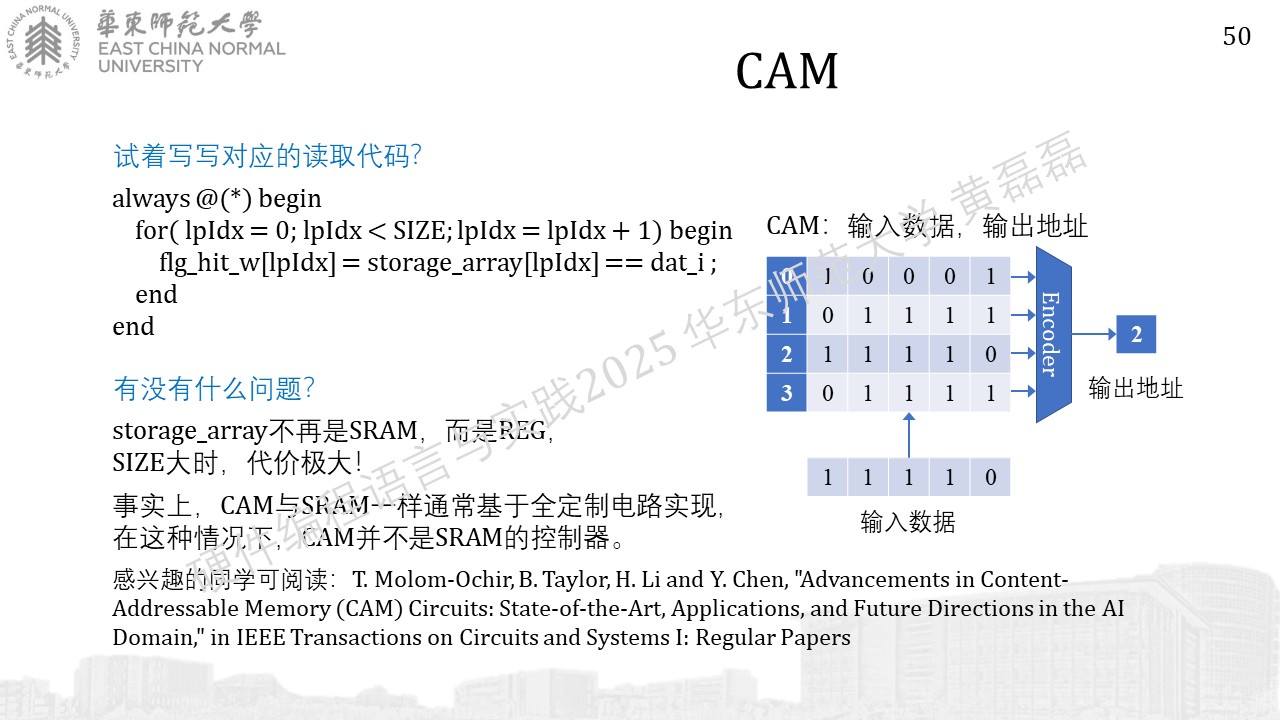 華東師范大學
EAST CHINA NORMAL
UNIVERSITY
EAST CHINA NORMAL UNIVERSITY
華東师范大学
50
CAM
试着写写对应的读取代码？
always @(*) begin
for( lpIdx = 0; lpIdx < SIZE; lpIdx = lpIdx + 1) begin
flg_hit_w[lpIdx] = storage_array[lpIdx] == dat_i ;
end
end
有没有什么问题？
storage_array不再是SRAM，而是REG，
SIZE大时，代价极大！
事实上，CAM与SRAM一样通常基于全定制电路实现，
在这种情况下，CAM并不是SRAM的控制器。
感兴趣的同学可阅读：T. Molom-Ochir, B. Taylor, H. Li and Y. Chen, "Advancements in Content-
Addressable Memory (CAM) Circuits: State-of-the-Art, Applications, and Future Directions in the AI
Domain," in IEEE Transactions on Circuits and Systems I: Regular Papers
CAM：输入数据，输出地址
0 1 0 0 0 1
1 0 1 1 1 1
2 1 1 1 1 0
3 0 1 1 1 1
Encoder
2
输出地址
1 1 1 1 0
输入数据
硬件编程语言与实践2025 华东师范大学 黄磊磊